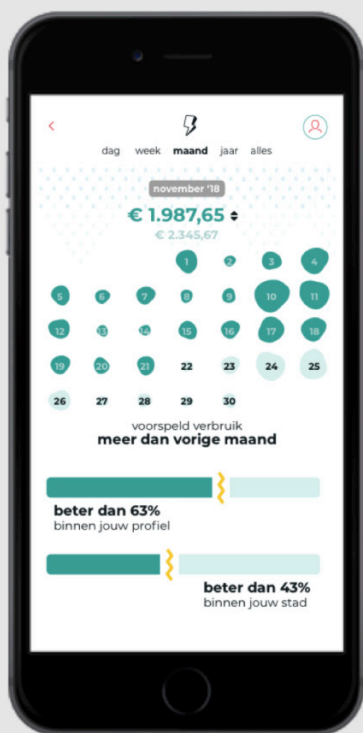 dag week maand jaar alles
november '18
€ 1.987,65
€ 2.345,67
1 2 3 4
5 6 7 8 9 10 11
12 13 14 15 16 17 18
19 20 21 22 23 24 25
26 27 28 29 30
voorspeld verbruik
meer dan vorige maand
beter dan 63%
binnen jouw profiel
beter dan 43%
binnen jouw stad